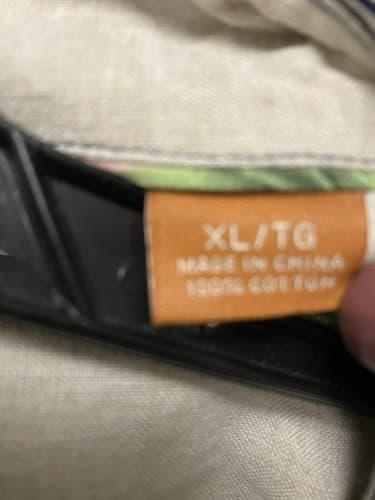 XL/TG
MADE IN CHINA
100% COTTON